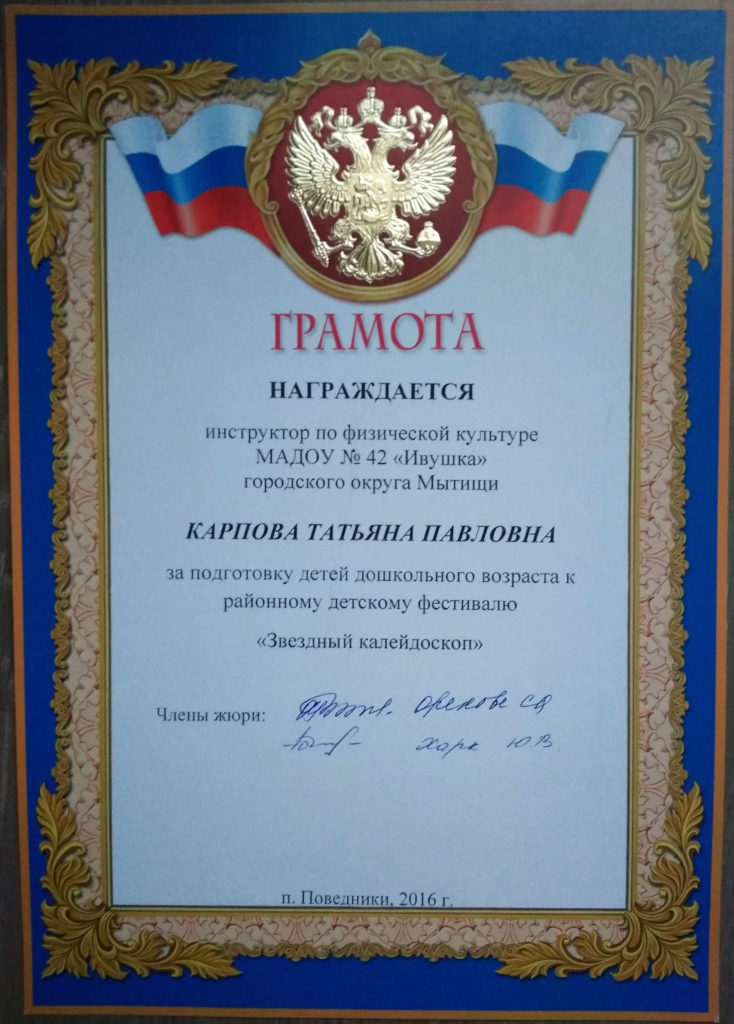 ГРАМОТА
НАГРАЖДАЕТСЯ
инструктор по физической культуре
МАДОУ № 42 «Ивушка»
городского округа Мытищи
КАРПОВА ТАТЬЯНА ПАВЛОВНА
за подготовку детей дошкольного возраста к
районному детскому фестивалю
«Звездный калейдоскоп»
Члены жюри:
Харк Ю.В.
п. Поведники, 2016 г.